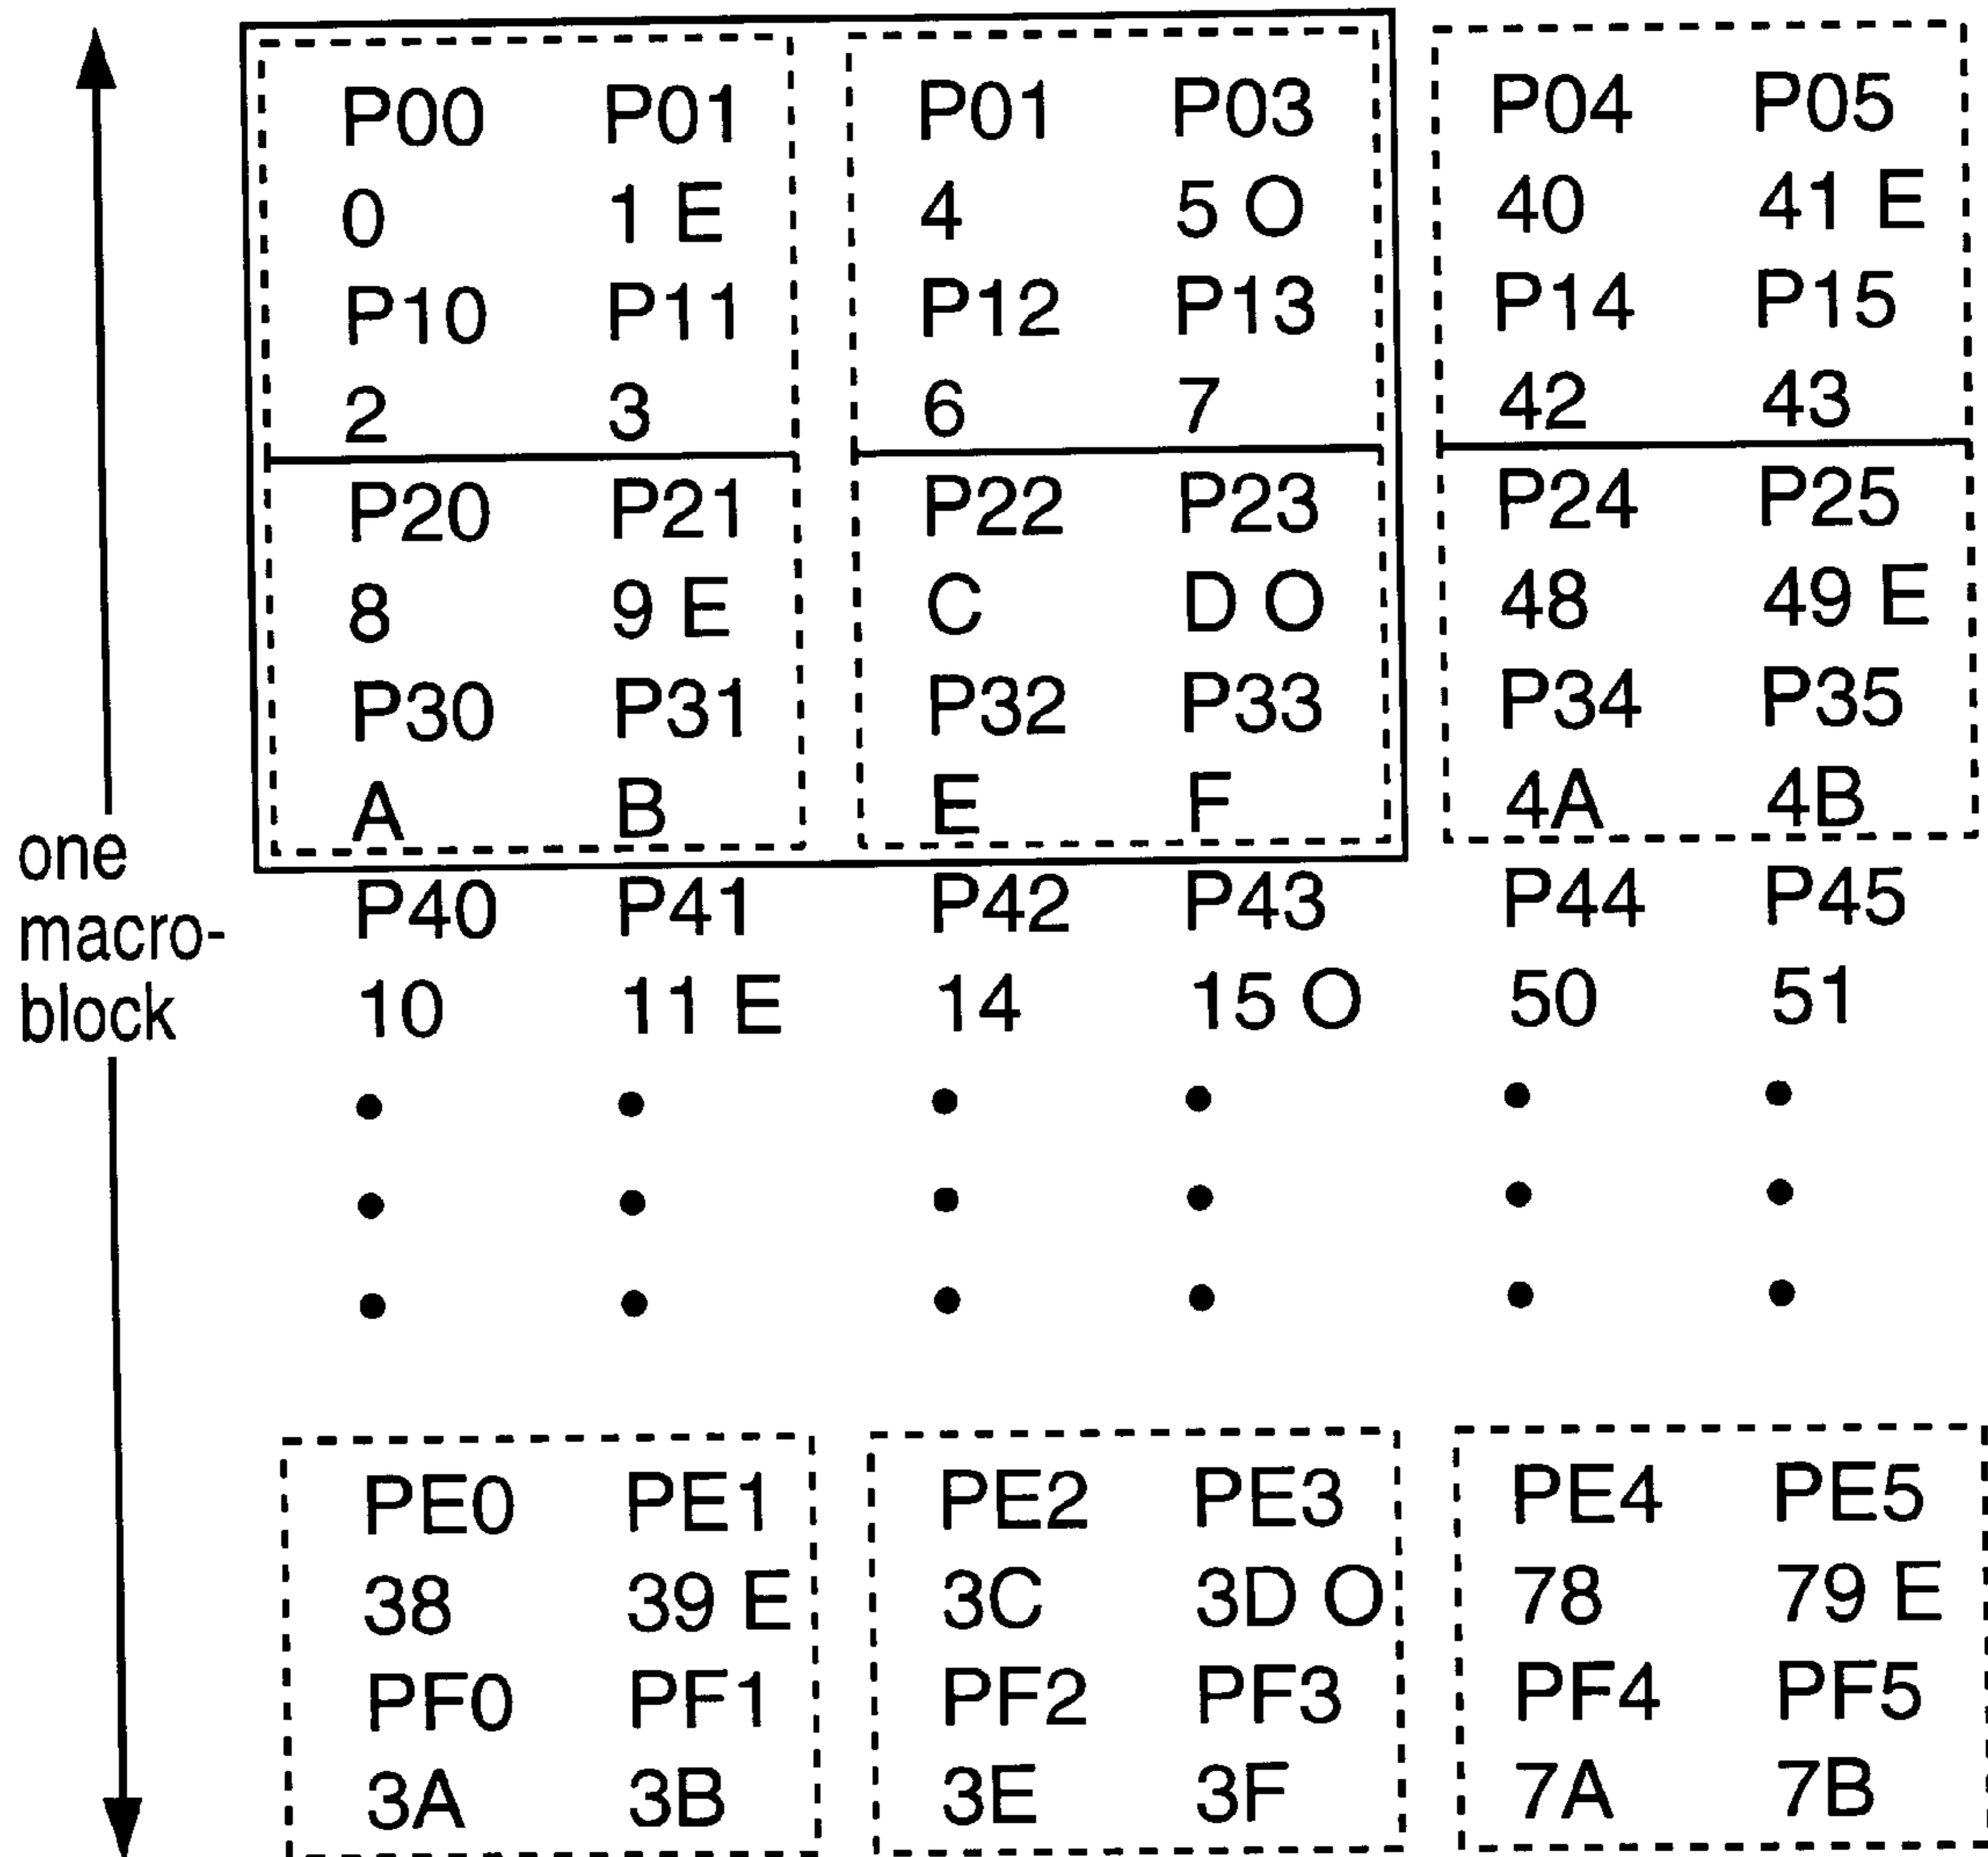 P00 P01 P01 P03 P04 P05
0 1 E 4 5 O 40 41 E
P10 P11 P12 P13 P14 P15
2 3 6 7 42 43
P20 P21 P22 P23 P24 P25
8 9 E C D O 48 49 E
P30 P31 P32 P33 P34 P35
A B E F 4A 4B
one
macro-
block
P40 P41 P42 P43 P44 P45
10 11 E 14 15 O 50 51
PE0 PE1 PE2 PE3 PE4 PE5
38 39 E 3C 3D O 78 79 E
PF0 PF1 PF2 PF3 PF4 PF5
3A 3B 3E 3F 7A 7B